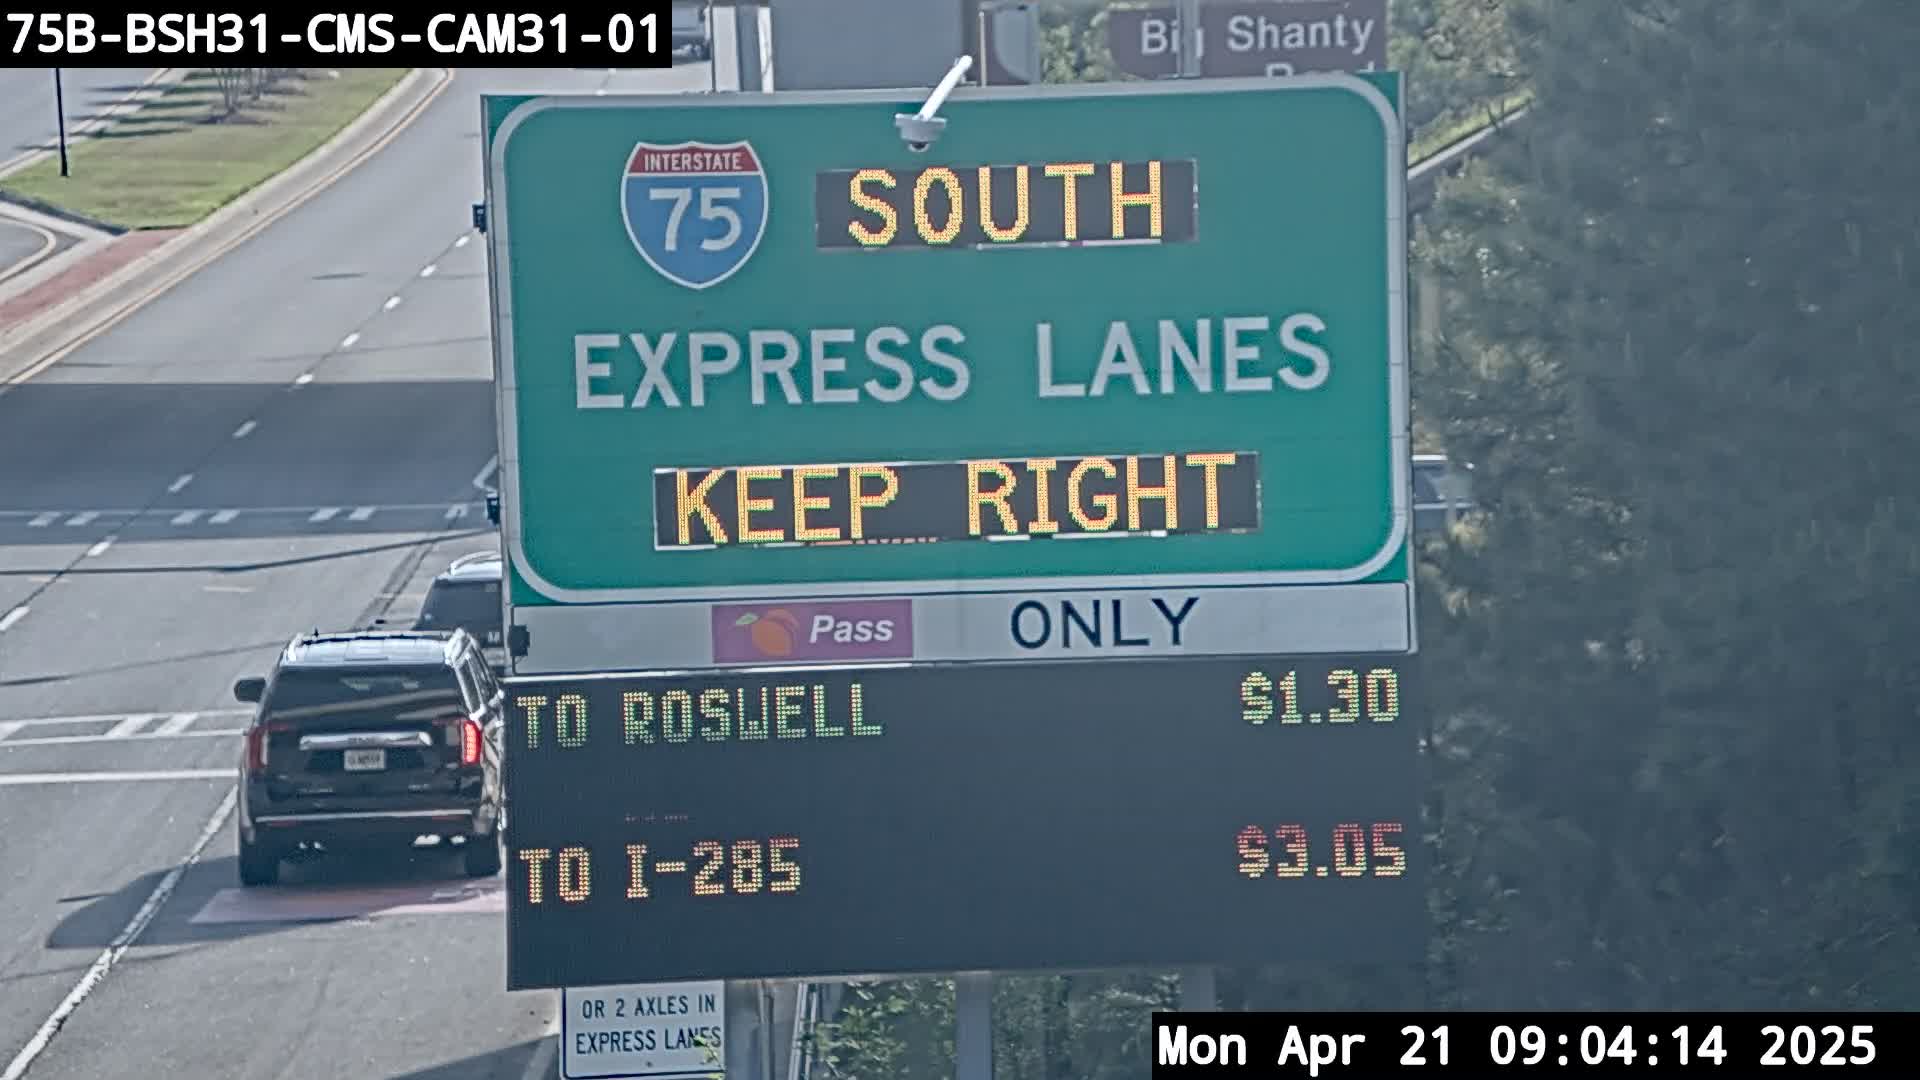 75B-BSH31-CMS-CAM31-01
Big Shanty
INTERSTATE
75
SOUTH
EXPRESS LANES
KEEP RIGHT
Pass
ONLY
TO ROSWELL $1.30
TO I-285 $3.05
OR 2 AXLES IN
EXPRESS LANES
Mon Apr 21 09:04:14 2025